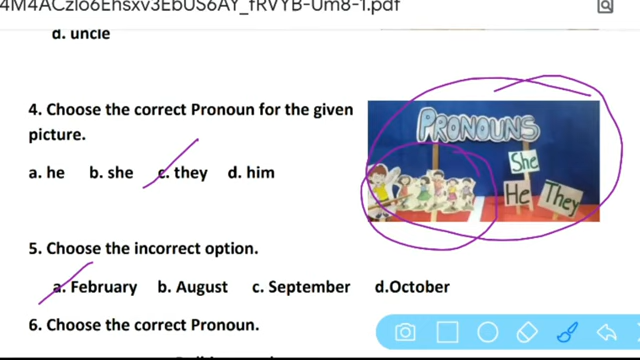 4M4ACzlo6Ehsxv3EbUS6AY_fRVYB-Um8-1.pdf
d. uncle
4. Choose the correct Pronoun for the given
picture.
a. he b. she c. they d. him
PRONOUNS
She
He They
5. Choose the incorrect option.
a. February b. August c. September d.October
6. Choose the correct Pronoun.